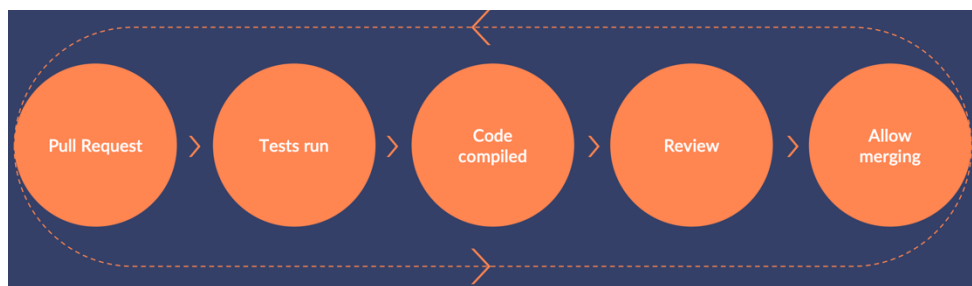 Pull Request
Tests run
Code
compiled
Review
Allow
merging